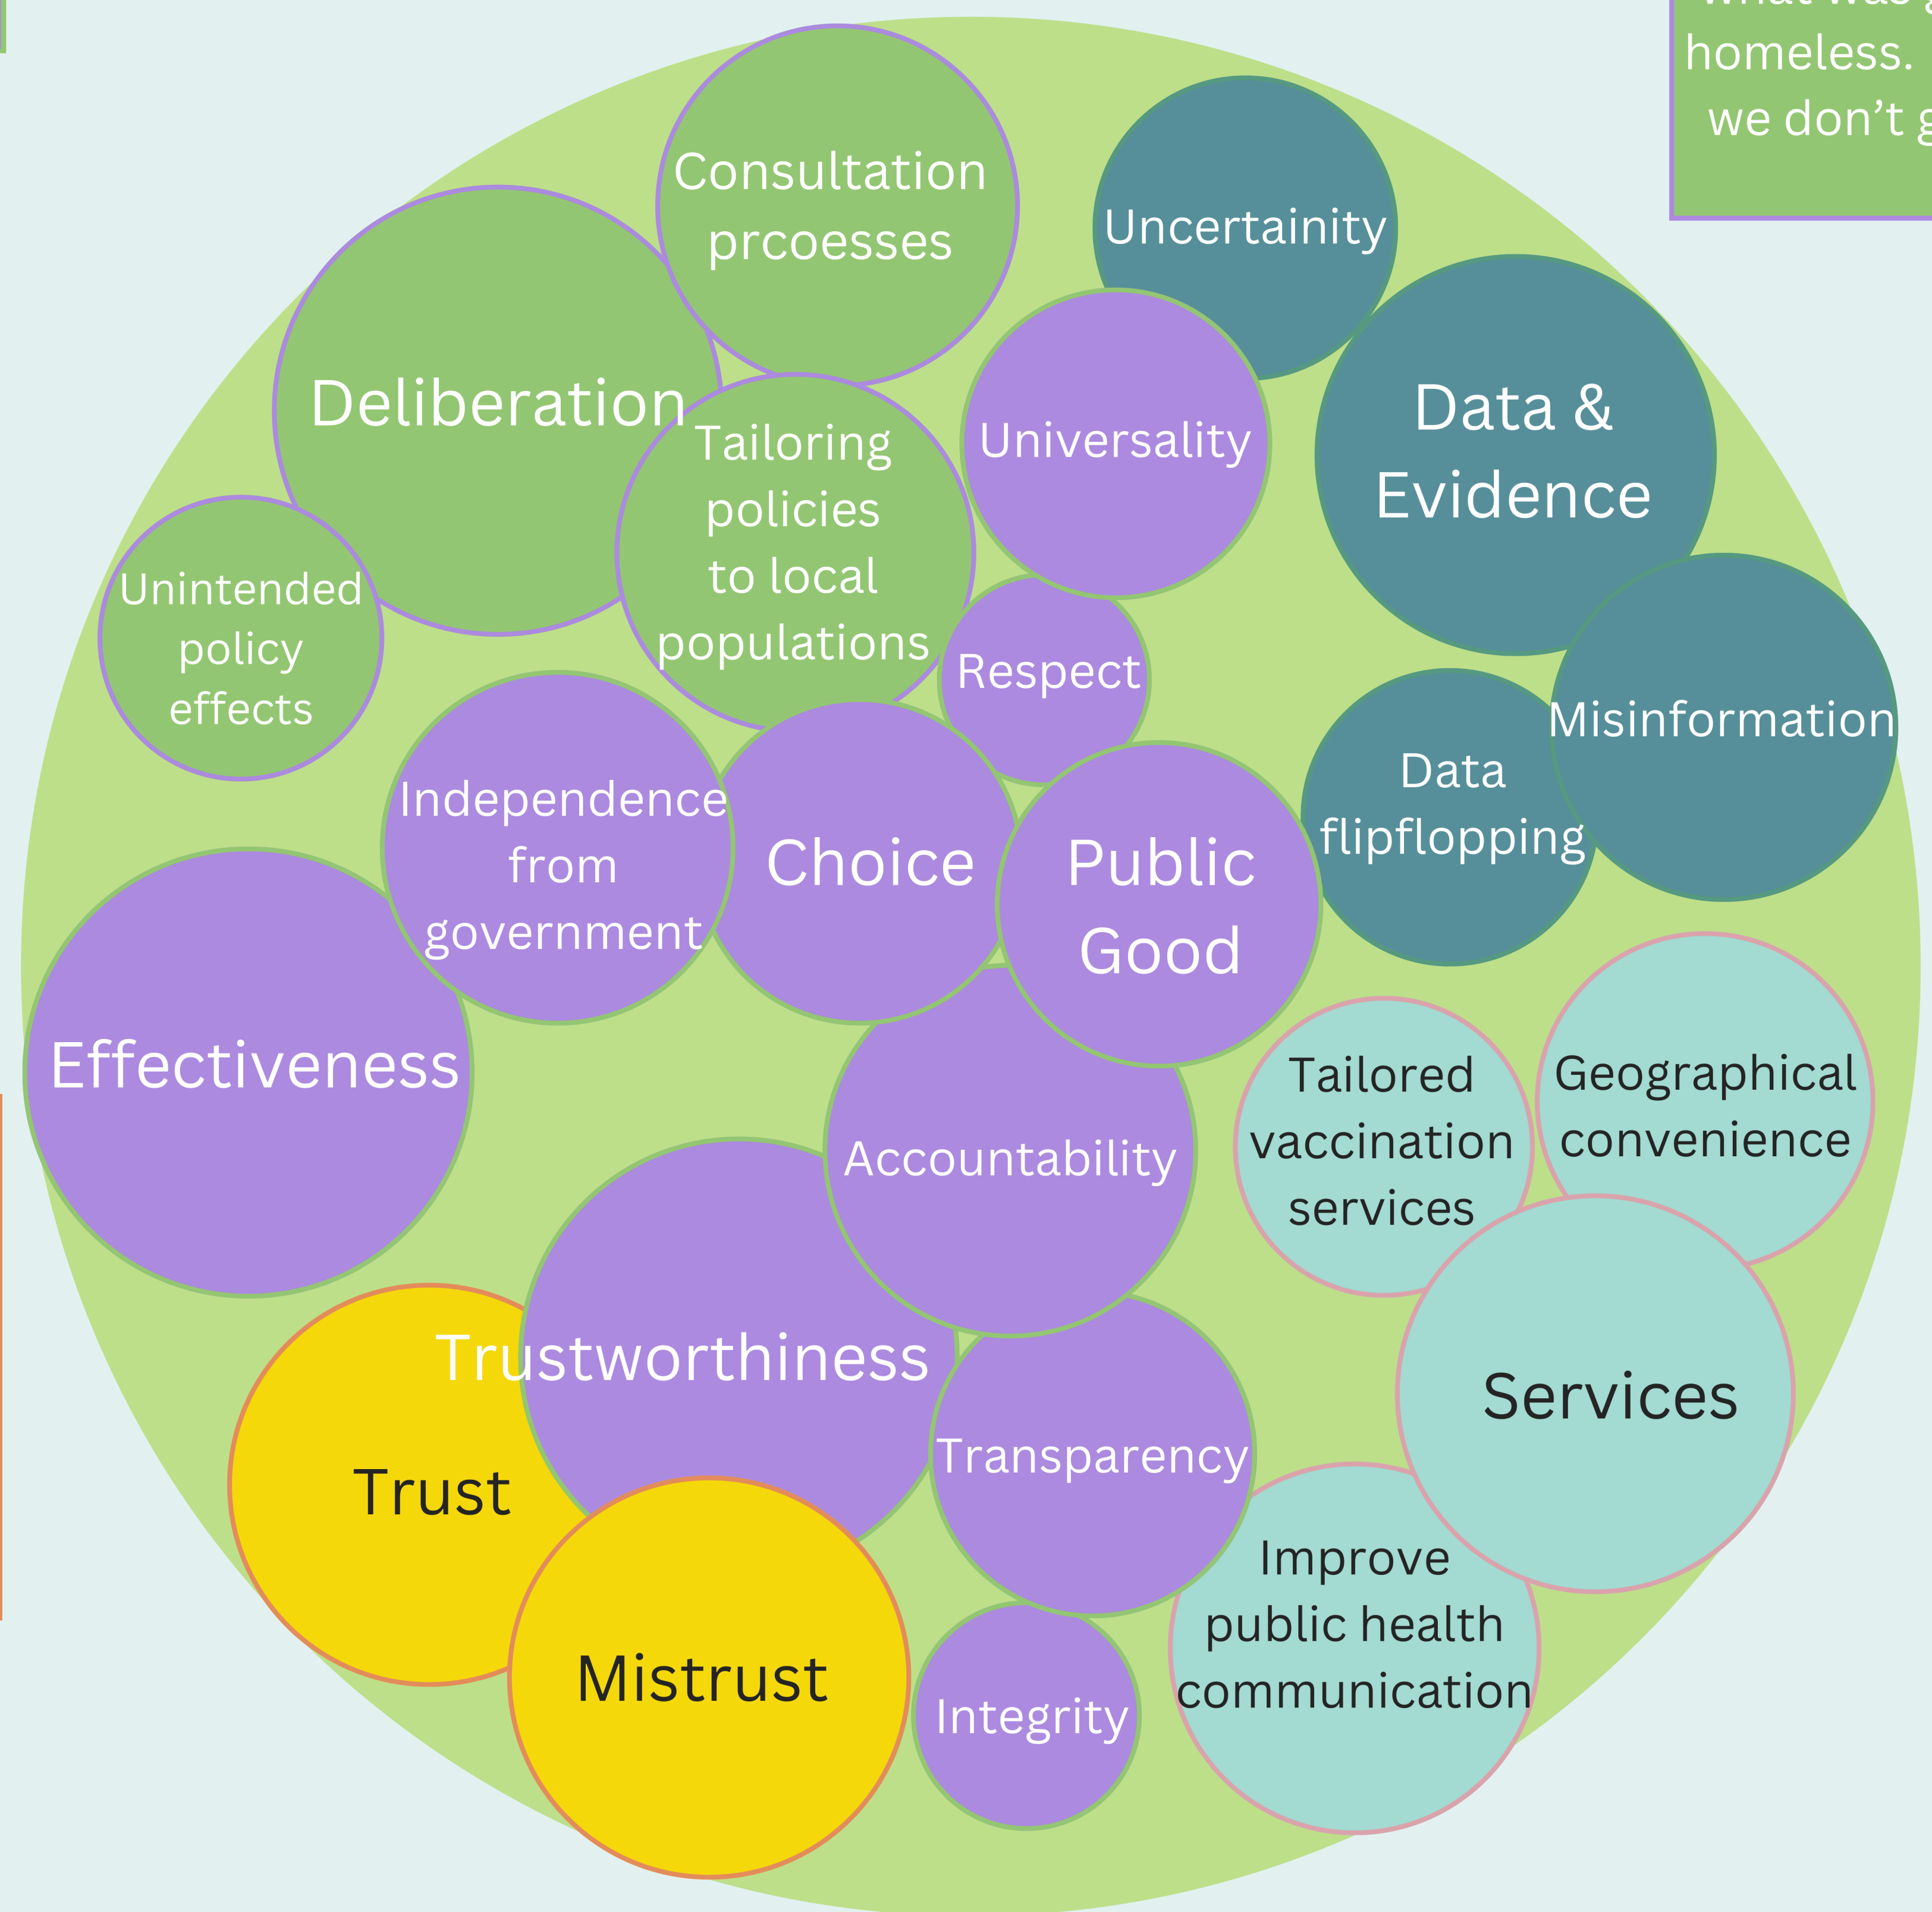 homeless.
we don't
Consultation
prcoesses
Uncertainity
Deliberation
Tailoring
policies
to local
populations
Universality
Data &
Evidence
Unintended
policy
effects
Respect
Misinformation
Data
flipflopping
Independence
from
government
Choice
Public
Good
Effectiveness
Accountability
Tailored
vaccination
services
Geographical
convenience
Trustworthiness
Trust
Transparency
Services
Mistrust
Integrity
Improve
public health
communication